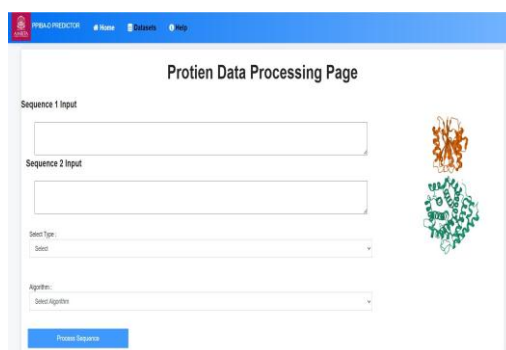 PPIBA-D PREDICTOR
Home
Datasets
Help
Protien Data Processing Page
Sequence 1 Input
Sequence 2 Input
Select Type :
Select
Algorithm :
Select Algorithm
Process Sequence